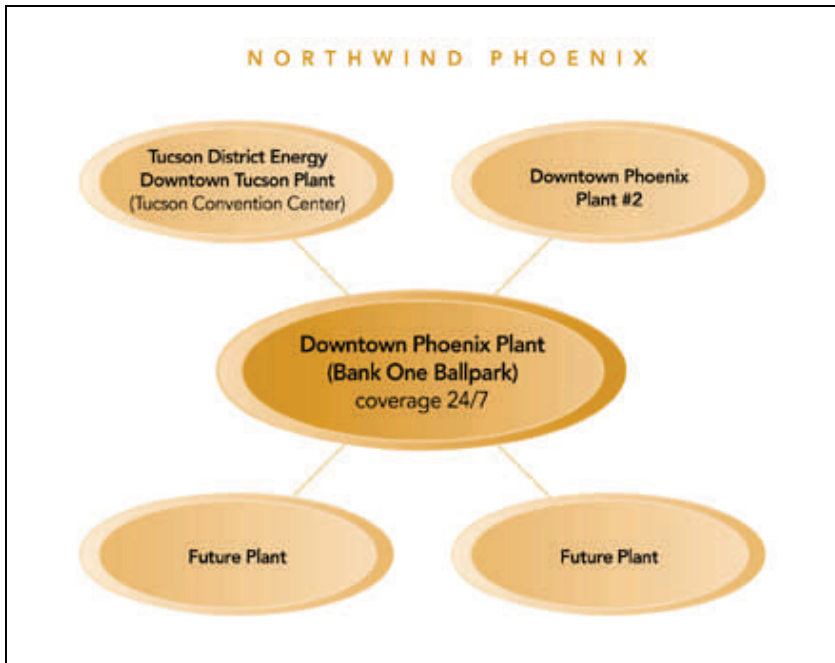 NORTHWIND PHOENIX
Tucson District Energy
Downtown Tucson Plant
(Tucson Convention Center)
Downtown Phoenix
Plant #2
Downtown Phoenix Plant
(Bank One Ballpark)
coverage 24/7
Future Plant
Future Plant